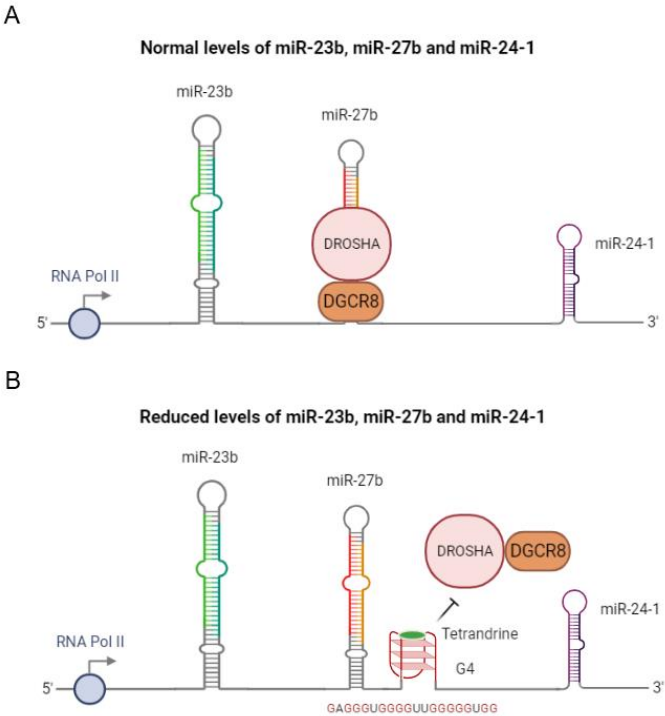 A
Normal levels of miR-23b, miR-27b and miR-24-1
miR-23b
miR-27b
DROSHA
miR-24-1
RNA Pol II
DGCR8
5'
3'
B
Reduced levels of miR-23b, miR-27b and miR-24-1
miR-23b
miR-27b
DROSHA
DGCR8
miR-24-1
RNA Pol II
Tetrandrine
G4
5'
3'
GAGGGUGGGGUUGGGGGUGG